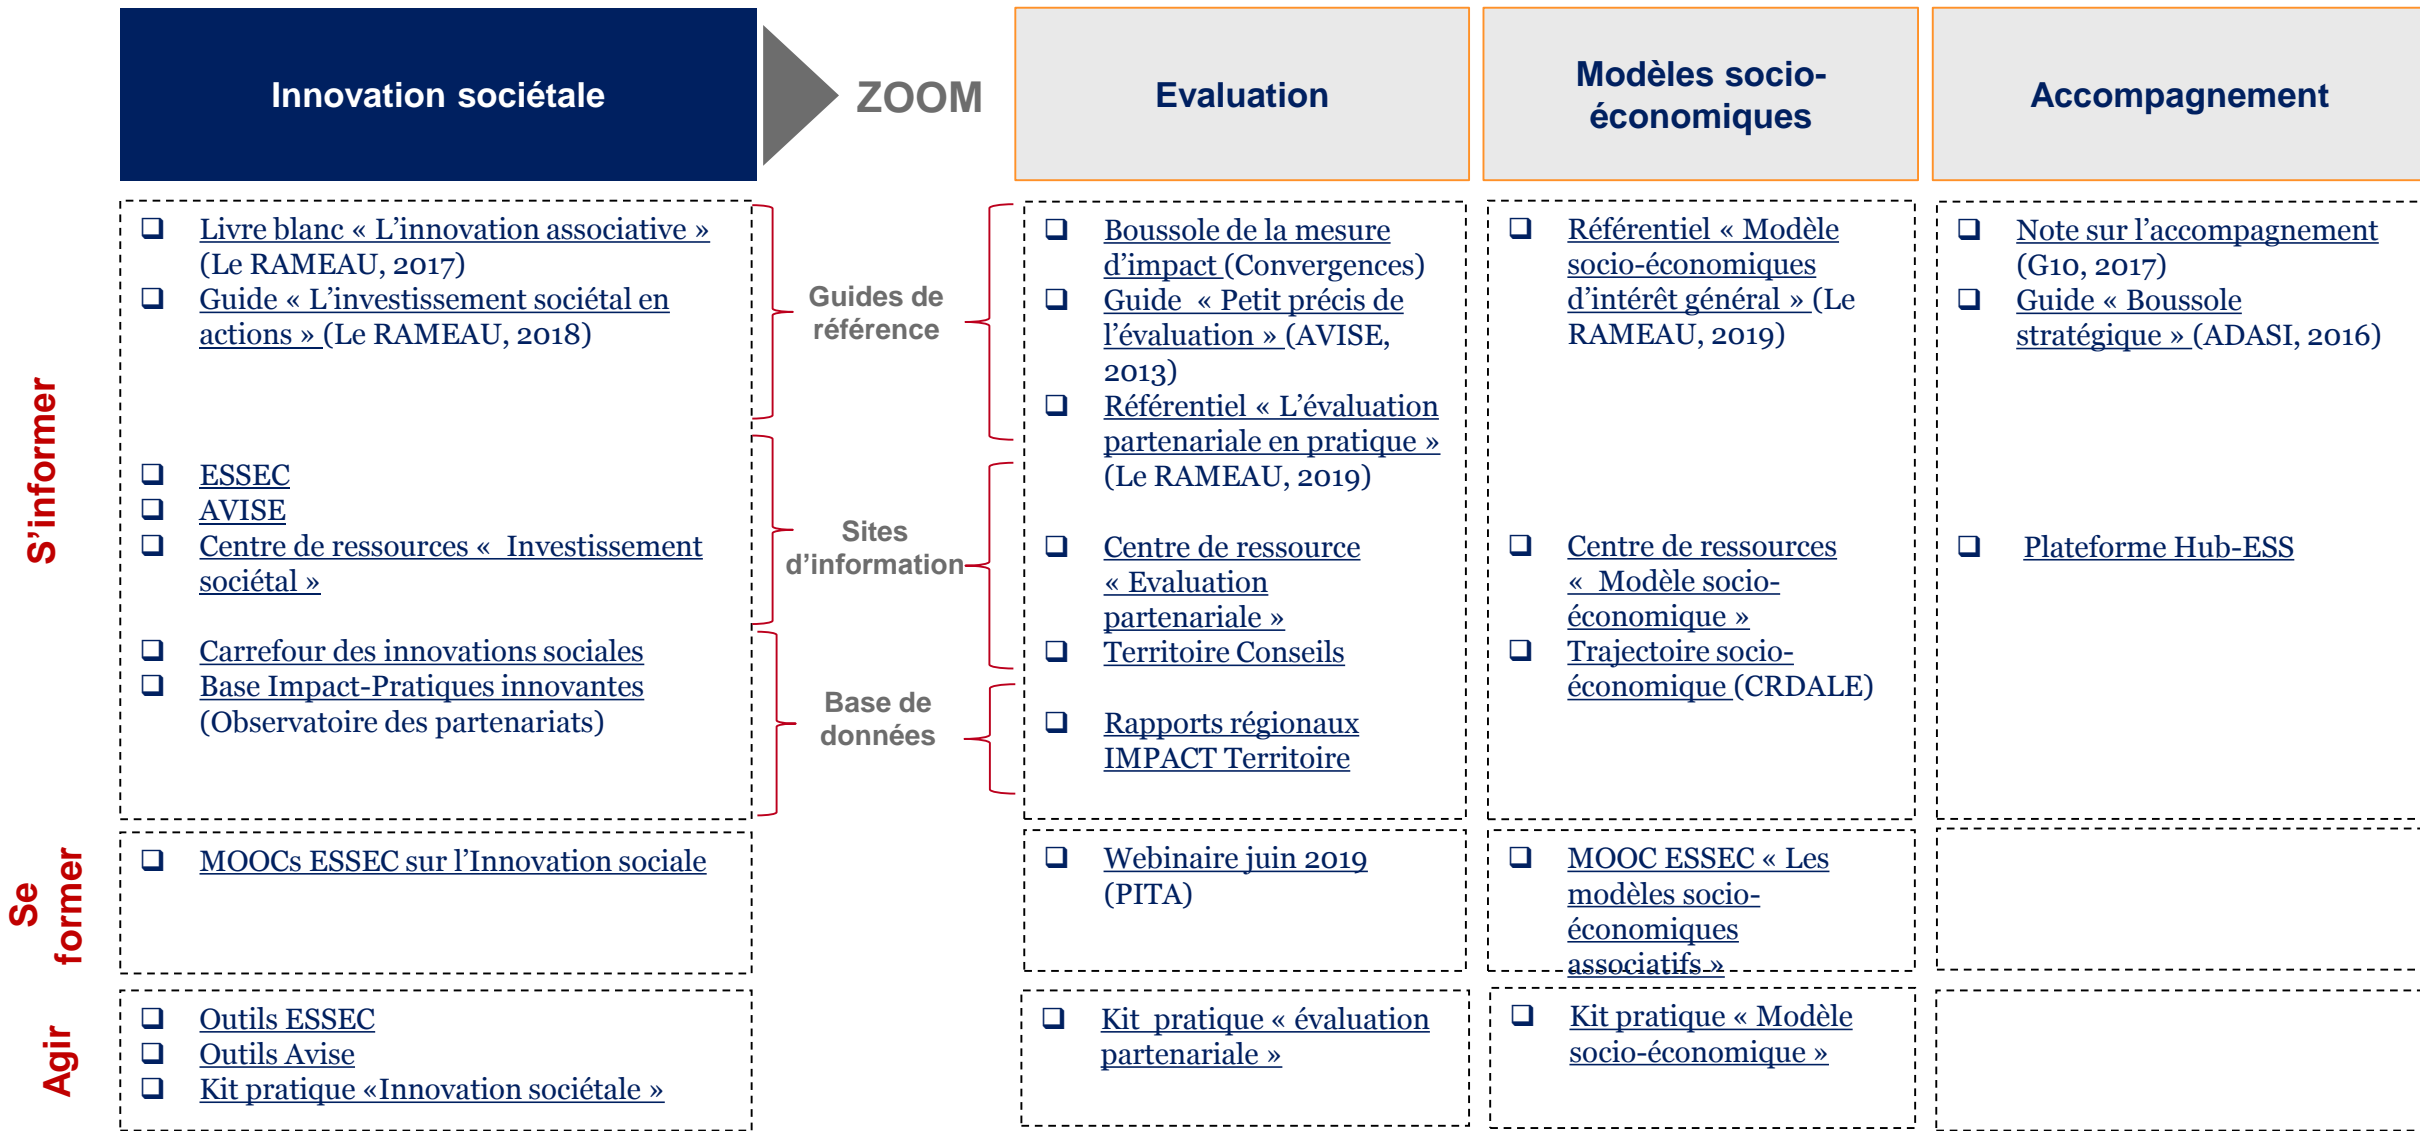 Innovation sociétale
ZOOM
Evaluation
Modèles socio-
économiques
Accompagnement
S’informer
❑ Livre blanc « L’innovation associative »
(Le RAMEAU, 2017)
❑ Guide « L’investissement sociétal en
actions » (Le RAMEAU, 2018)
❑ ESSEC
❑ AVISE
❑ Centre de ressources «  Investissement
sociétal »
❑ Carrefour des innovations sociales
❑ Base Impact-Pratiques innovantes
(Observatoire des partenariats)
Guides de
référence
Sites
d’information
Base de
données
❑ Boussole de la mesure
d’impact (Convergences)
❑ Guide  « Petit précis de
l’évaluation » (AVISE,
2013)
❑ Référentiel « L’évaluation
partenariale en pratique »
(Le RAMEAU, 2019)
❑ Centre de ressource
« Evaluation
partenariale »
❑ Territoire Conseils
❑ Rapports régionaux
IMPACT Territoire
❑ Référentiel « Modèle
socio-économiques
d’intérêt général » (Le
RAMEAU, 2019)
❑ Centre de ressources
«  Modèle socio-
économique »
❑ Trajectoire socio-
économique (CRDALE)
❑ Note sur l’accompagnement
(G10, 2017)
❑ Guide « Boussole
stratégique » (ADASI, 2016)
❑ Plateforme Hub-ESS
Se
former
❑ MOOCs ESSEC sur l’Innovation sociale
❑ Webinaire juin 2019
(PITA)
❑ MOOC ESSEC « Les
modèles socio-
économiques
associatifs »
Agir
❑ Outils ESSEC
❑ Outils Avise
❑ Kit pratique «Innovation sociétale »
❑ Kit  pratique « évaluation
partenariale »
❑ Kit pratique « Modèle
socio-économique »